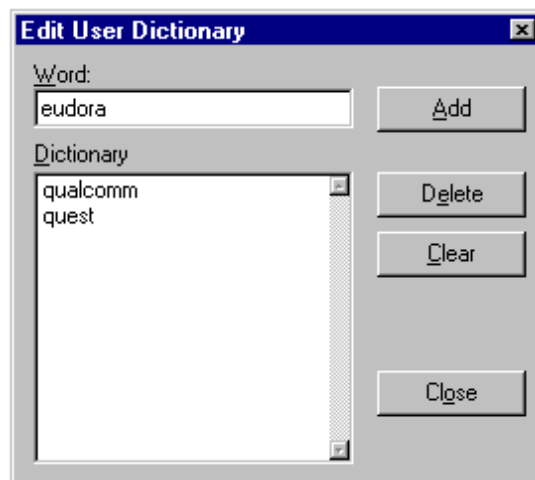 Edit User Dictionary
Word:
eudora
Add
Dictionary
qualcomm
quest
Delete
Clear
Close